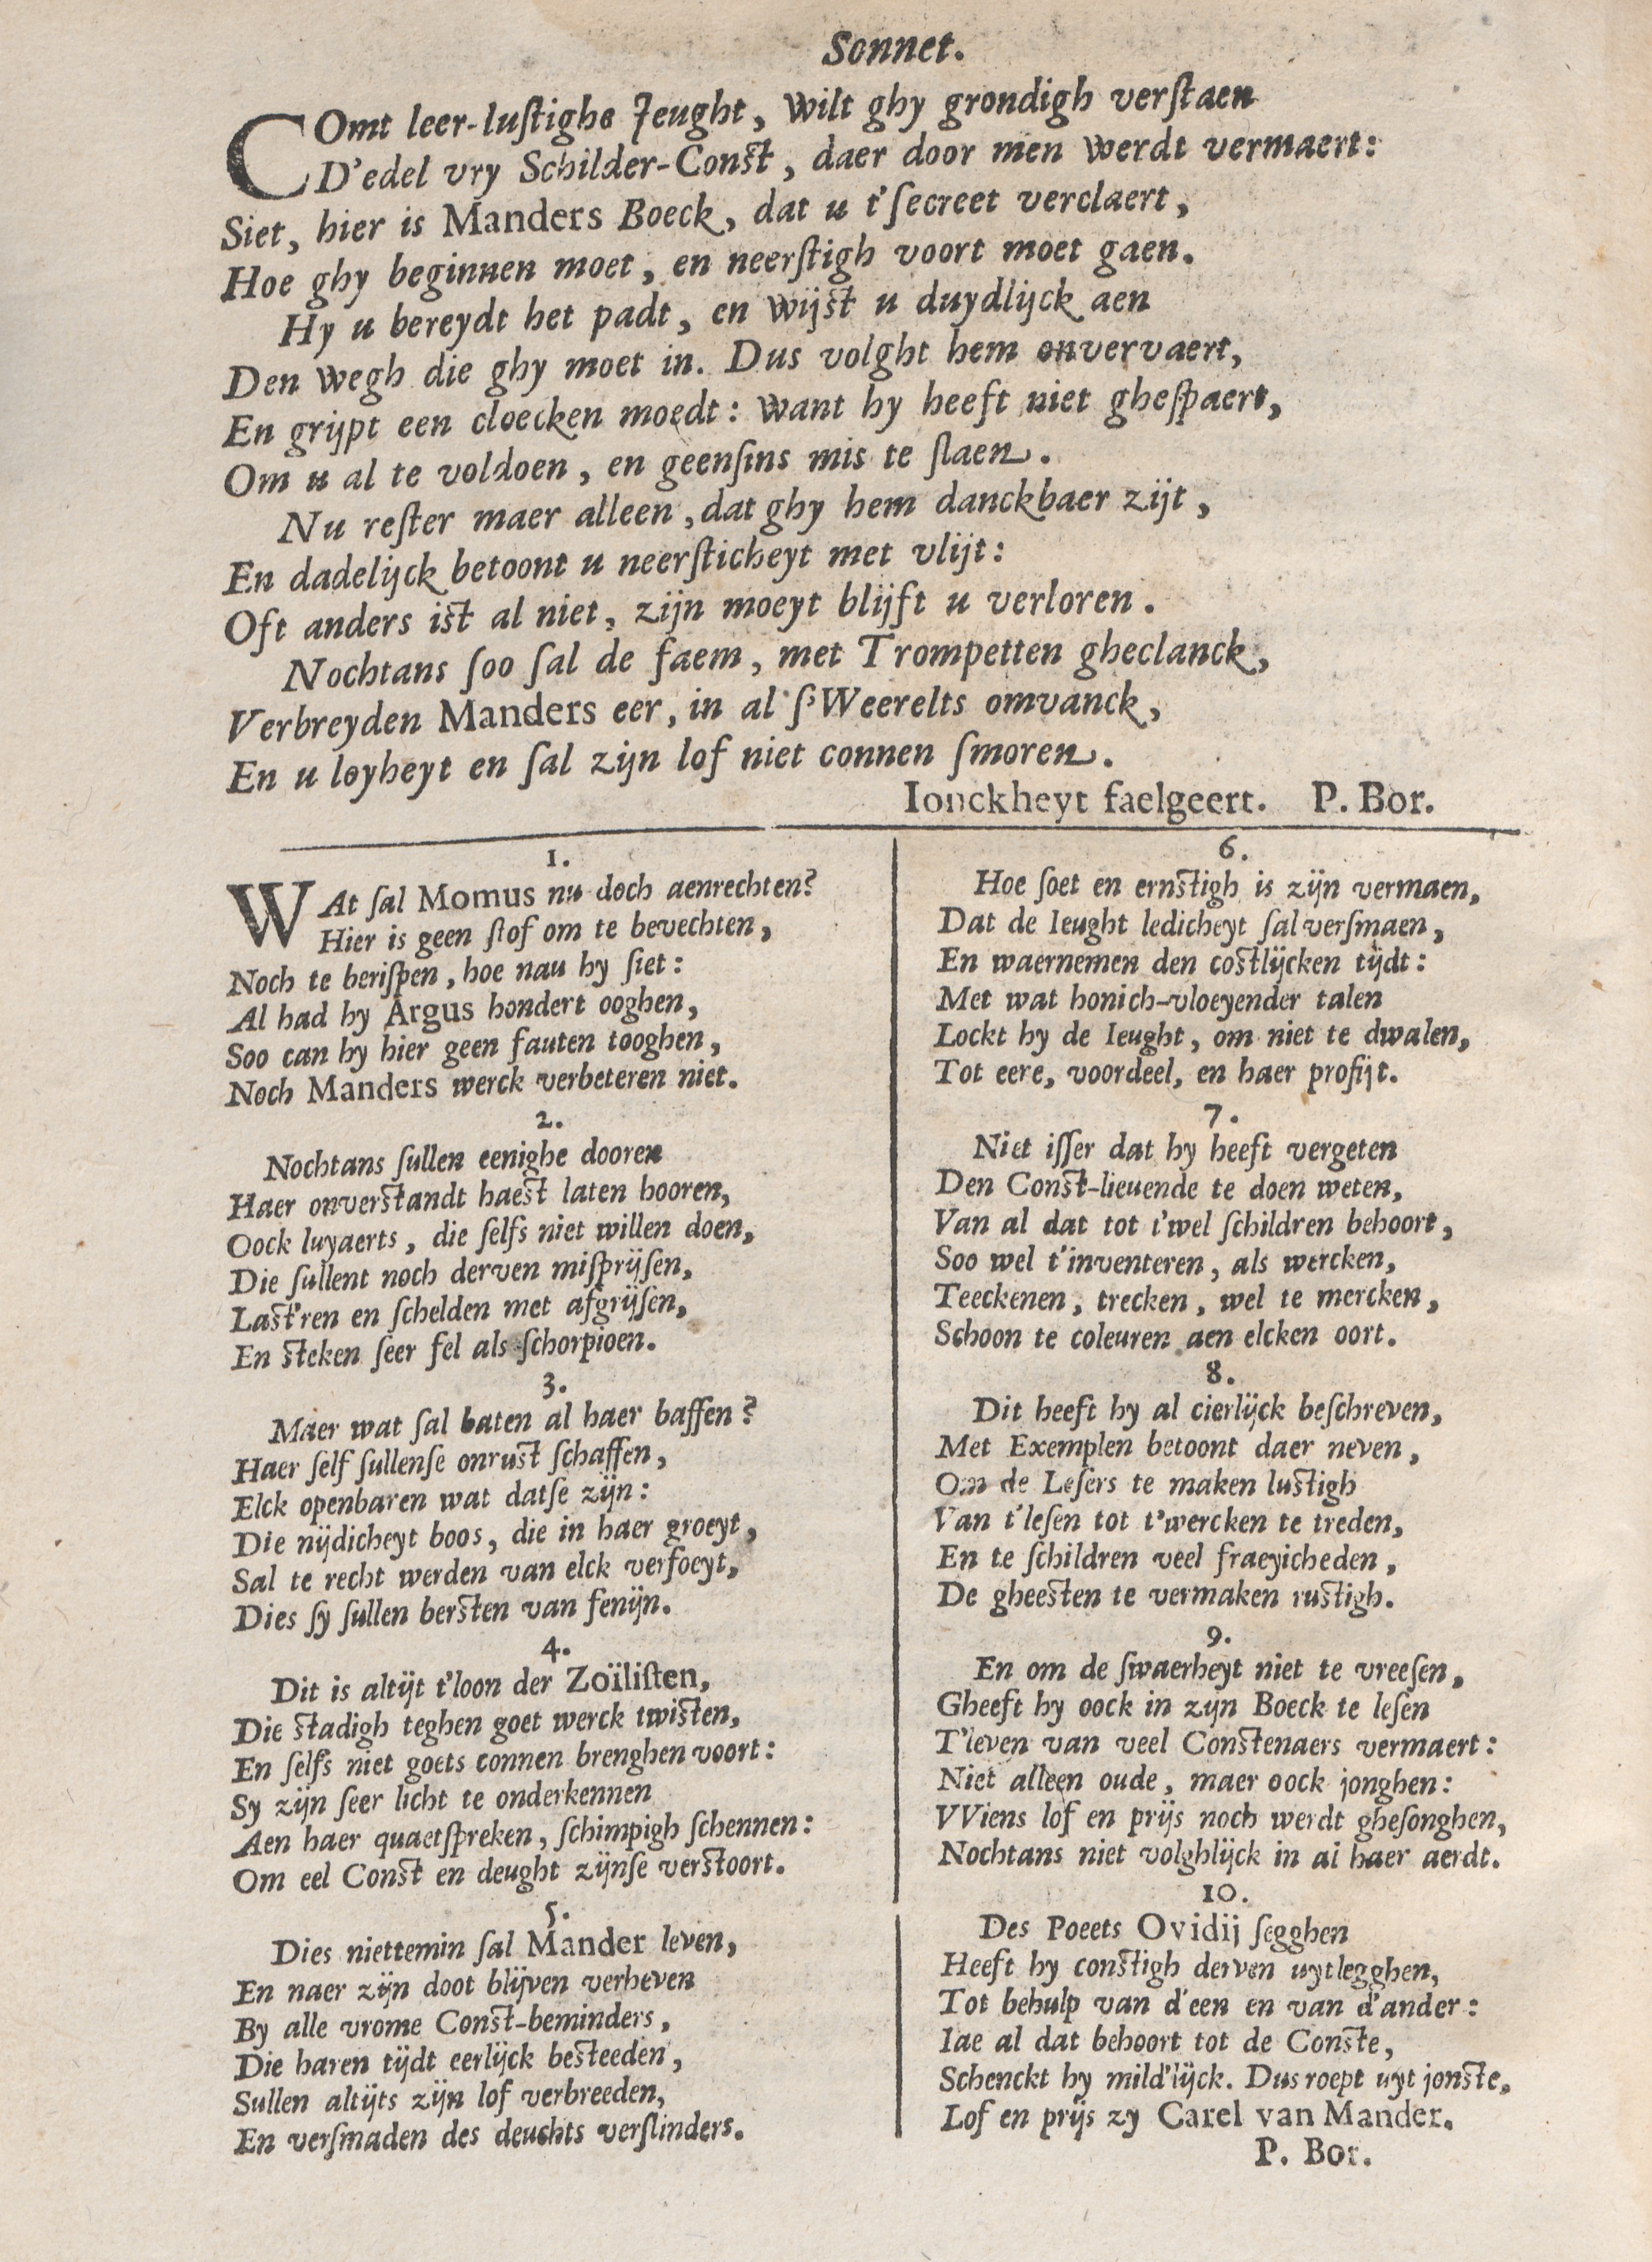 Sonnet.
COmt leer-luſtighe Jeught, wilt ghy grondigh verſtaen
D'edel vry Schilder-Conſt, daer door men werdt vermaert:
Siet, hier is Manders Boeck, dat u t'ſecreet verclaert,
Hoe ghy beginnen moet, en neerſtigh voort moet gaen.
Hy u bereydt het padt, en wijſt u duydlijck aen
Den wegh die ghy moet in. Dus volght hem onvervaert,
En grijpt een cloecken moedt: want hy heeft niet gheſpaert,
Om u al te voldoen, en geenſins mis te ſlaen.
Nu reſter maer alleen, dat ghy hem danckbaer zijt,
En dadelijck betoont u neerſticheyt met vlijt:
Oft anders iſt al niet, zijn moeyt blijft u verloren.
Nochtans ſoo ſal de faem, met Trompetten gheclanck,
Verbreyden Manders eer, in al ſ'Weerelts omvanck,
En u loyheyt en ſal zijn lof niet connen ſmoren.
Ionckheyt faelgeert. P. Bor.
1.
WAt ſal Momus nu doch aenrechten?
Hier is geen ſtof om te bevechten,
Noch te beriſpen, hoe nau hy ſiet:
Al had hy Argus hondert ooghen,
Soo can hy hier geen fauten tooghen,
Noch Manders werck verbeteren niet.
2.
Nochtans ſullen eenighe dooren
Haer onverſtandt haeſt laten hooren,
Oock luyaerts, die ſelfs niet willen doen,
Die ſullent noch derven miſprijſen,
Laſt'ren en ſchelden met afgrijſen,
En ſteken ſeer fel als ſchorpioen.
3.
Maer wat ſal baten al haer baffen?
Haer ſelf ſullenſe onruſt ſchaffen,
Elck openbaren wat datſe zijn:
Die nijdicheyt boos, die in haer groeyt,
Sal te recht werden van elck verfoeyt,
Dies ſy ſullen berſten van fenijn.
4.
Dit is altijt t'loon der Zoïliſten,
Die ſtadigh teghen goet werck twiſten,
En ſelfs niet goets connen brenghen voort:
Sy zijn ſeer licht te onderkennen
Aen haer quaetſpreken, ſchimpigh ſchennen:
Om eel Conſt en deught zijnſe verſtoort.
5.
Dies niettemin ſal Mander leven,
En naer zijn doot blijven verheven
By alle vrome Conſt-beminders,
Die haren tijdt eerlijck beſteeden,
Sullen altijts zijn lof verbreeden,
En verſmaden des deuchts verſlinders.
6.
Hoe ſoet en ernſtigh is zijn vermaen,
Dat de Ieught ledicheyt ſal verſmaen,
En waernemen den coſtlijcken tijdt:
Met wat honich-vloeyender talen
Lockt hy de Ieught, om niet te dwalen,
Tot eere, voordeel, en haer profijt.
7.
Niet iſſer dat hy heeft vergeten
Den Conſt-lieuende te doen weten,
Van al dat tot t'wel ſchildren behoort,
Soo wel t'inventeren, als wercken,
Teeckenen, trecken, wel te mercken,
Schoon te coleuren aen elcken oort.
8.
Dit heeft hy al cierlijck beſchreven,
Met Exemplen betoont daer neven,
Om de Leſers te maken luſtigh
Van t'leſen tot t'wercken te treden,
En te ſchildren veel fraeyicheden,
De gheeſten te vermaken ruſtigh.
9.
En om de ſwaerheyt niet te vreeſen,
Gheeft hy oock in zyn Boeck te leſen
T'leven van veel Conſtenaers vermaert:
Niet alleen oude, maer oock jonghen:
VViens lof en prijs noch werdt gheſonghen,
Nochtans niet volghlijck in al haer aerdt.
10.
Des Poeets Ovidij ſegghen
Heeft hy conſtigh derven uytlegghen,
Tot behulp van d'een en van d'ander:
Iae al dat behoort tot de Conſte,
Schenckt hy mild'lijck. Dus roept uyt jonſte,
Lof en prijs zy Carel van Mander.
P. Bor.